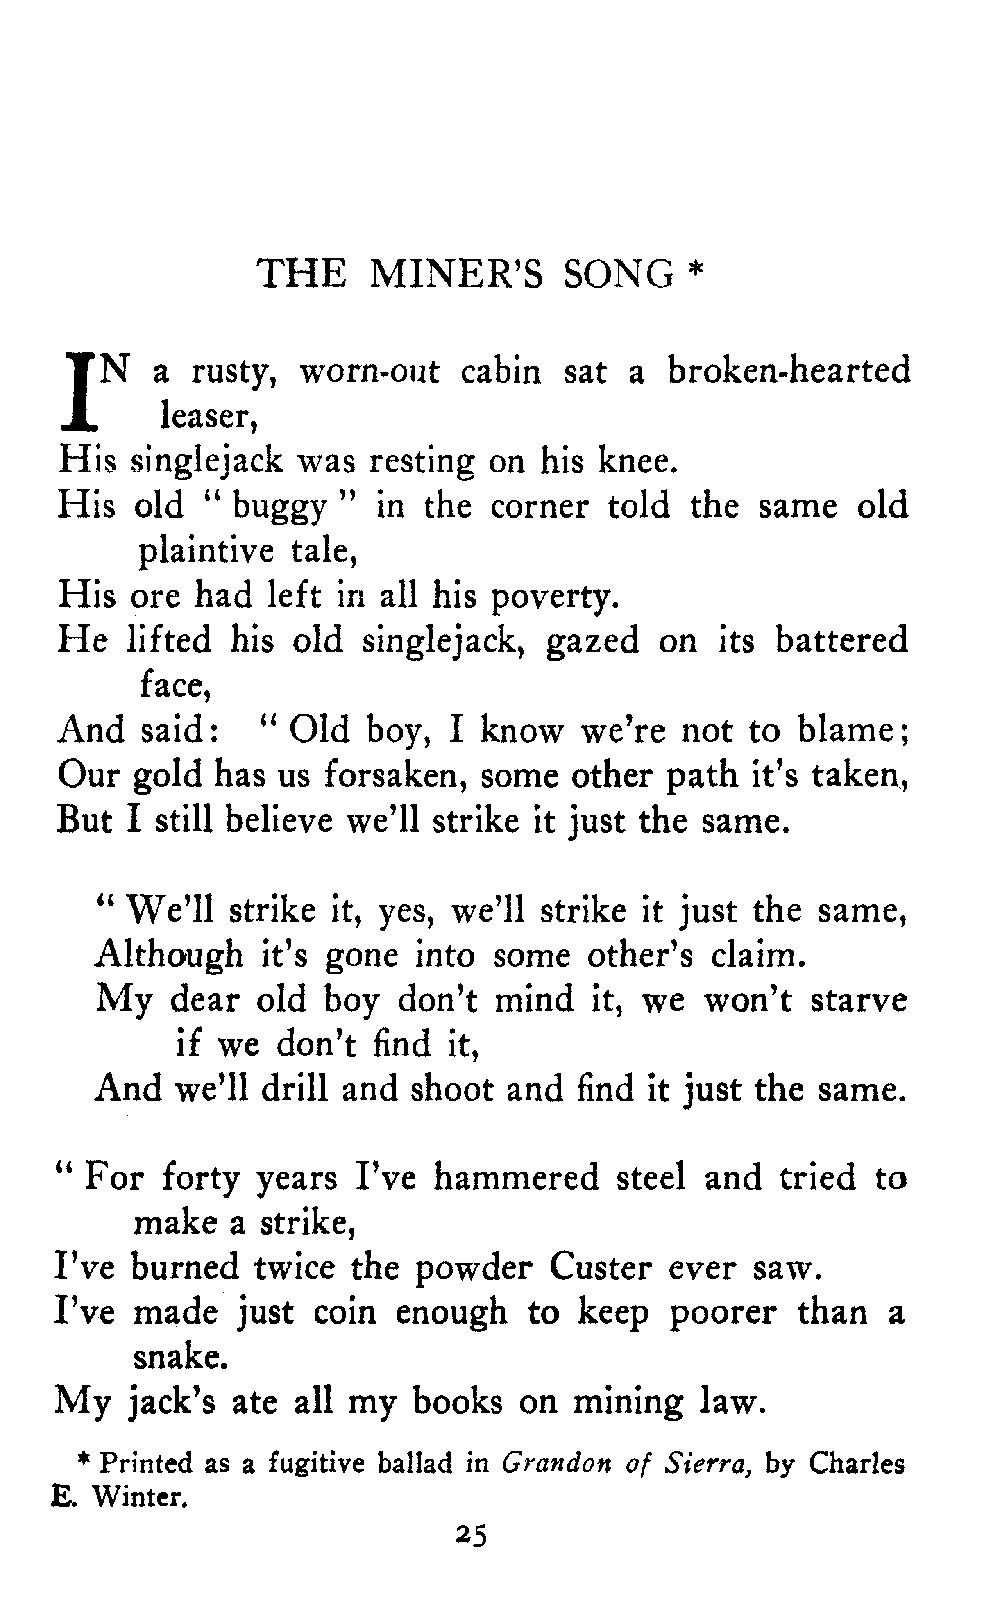 THE MINER'S SONG *
IN a rusty, worn-out cabin sat a broken-hearted
leaser,
His singlejack was resting on his knee.
His old " buggy " in the corner told the same old
plaintive tale,
His ore had left in all his poverty.
He lifted his old singlejack, gazed on its battered
face,
And said: " Old boy, I know we're not to blame;
Our gold has us forsaken, some other path it's taken,
But I still believe we'll strike it just the same.
" We'll strike it, yes, we'll strike it just the same,
Although it's gone into some other's claim.
My dear old boy don't mind it, we won't starve
if we don't find it,
And we'll drill and shoot and find it just the same.
" For forty years I've hammered steel and tried to
make a strike,
I've burned twice the powder Custer ever saw.
I've made just coin enough to keep poorer than a
snake.
My jack's ate all my books on mining law.
* Printed as a fugitive ballad in Grandon of Sierra, by Charles
E. Winter.
25